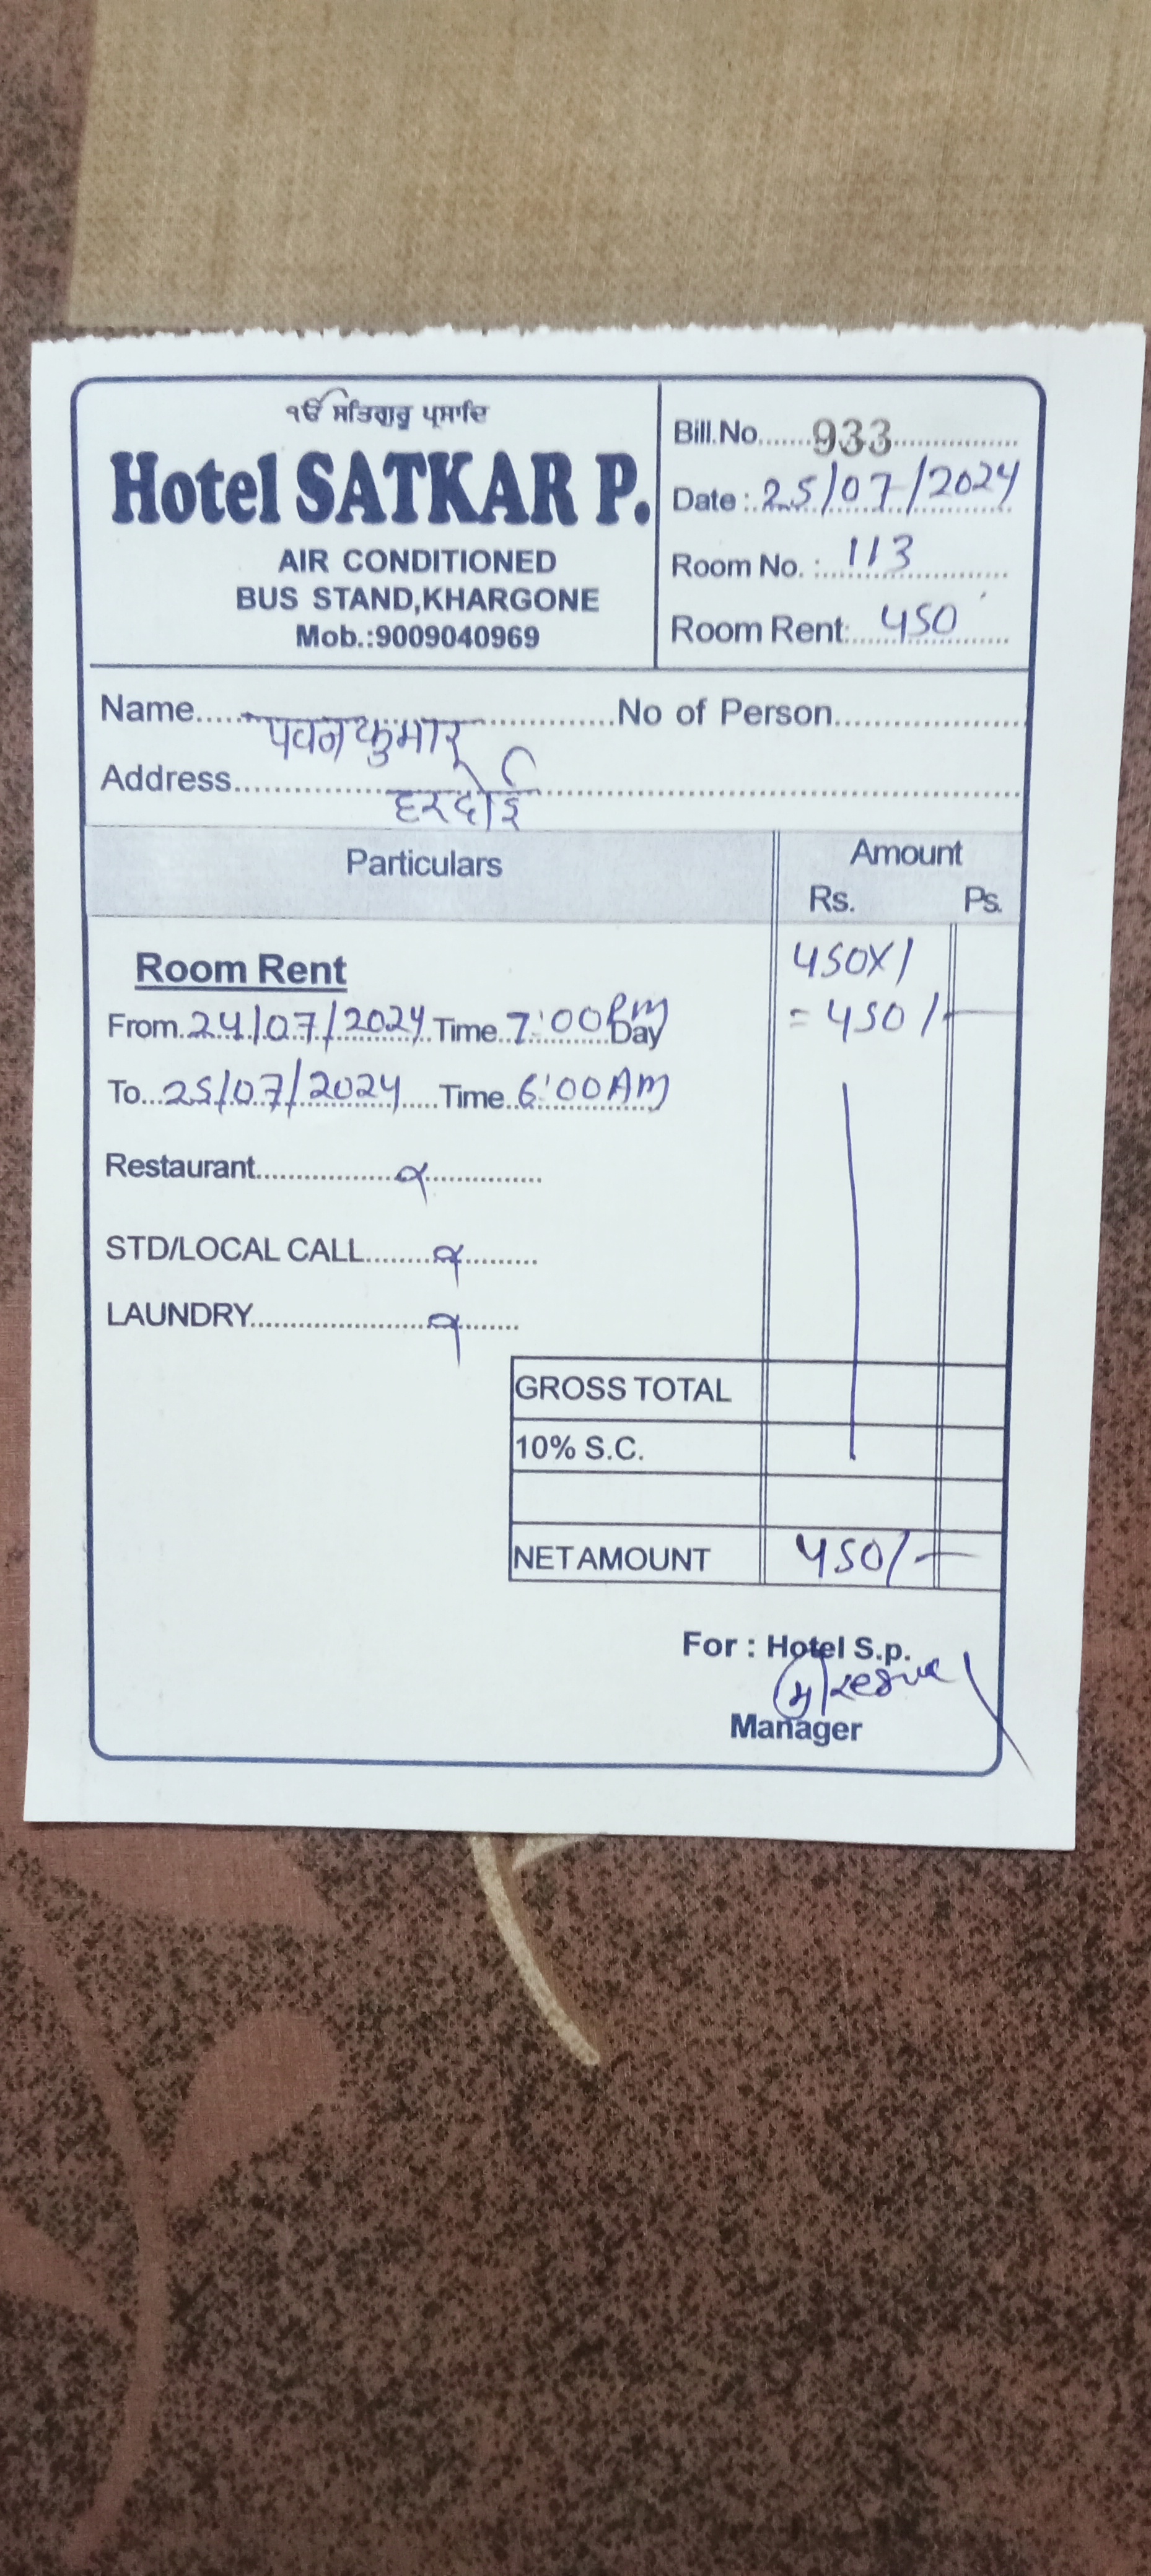 ੴ ਸਤਿਗੁਰੂ ਪ੍ਰਸਾਦਿ
Hotel SATKAR P.
AIR CONDITIONED
BUS STAND,KHARGONE
Mob.:9009040969
Bill.No. 933
Date : 25/07/2024
Room No. : 113
Room Rent: 450
Name पवन कुमार No of Person
Address हरदोई
Particulars Amount
Rs. Ps.
Room Rent 450X1
From 24/07/2024 Time 7:00 Pm Day = 450/-
To 25/07/2024 Time 6:00 AM
Restaurant
STD/LOCAL CALL
LAUNDRY
GROSS TOTAL
10% S.C.
NET AMOUNT 450/-
For : Hotel S.p.
Manager